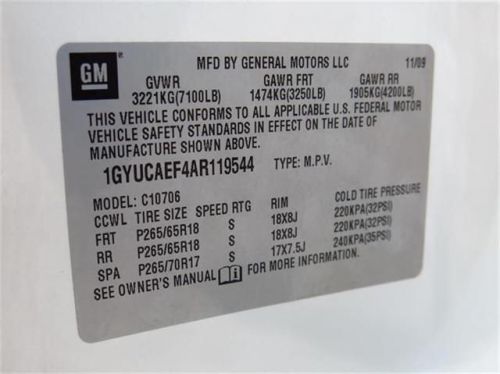 GM
MFD BY GENERAL MOTORS LLC 11/09
GVWR GAWR FRT GAWR RR
3221KG(7100LB) 1474KG(3250LB) 1905KG(4200LB)
THIS VEHICLE CONFORMS TO ALL APPLICABLE U.S. FEDERAL MOTOR
VEHICLE SAFETY STANDARDS IN EFFECT ON THE DATE OF
MANUFACTURE SHOWN ABOVE.
1GYUCAEF4AR119544 TYPE: M.P.V.
MODEL: C10706
CCWL TIRE SIZE SPEED RTG RIM COLD TIRE PRESSURE
FRT P265/65R18 S 18X8J 220KPA(32PSI)
RR P265/65R18 S 18X8J 220KPA(32PSI)
SPA P265/70R17 S 17X7.5J 240KPA(35PSI)
SEE OWNER'S MANUAL FOR MORE INFORMATION.